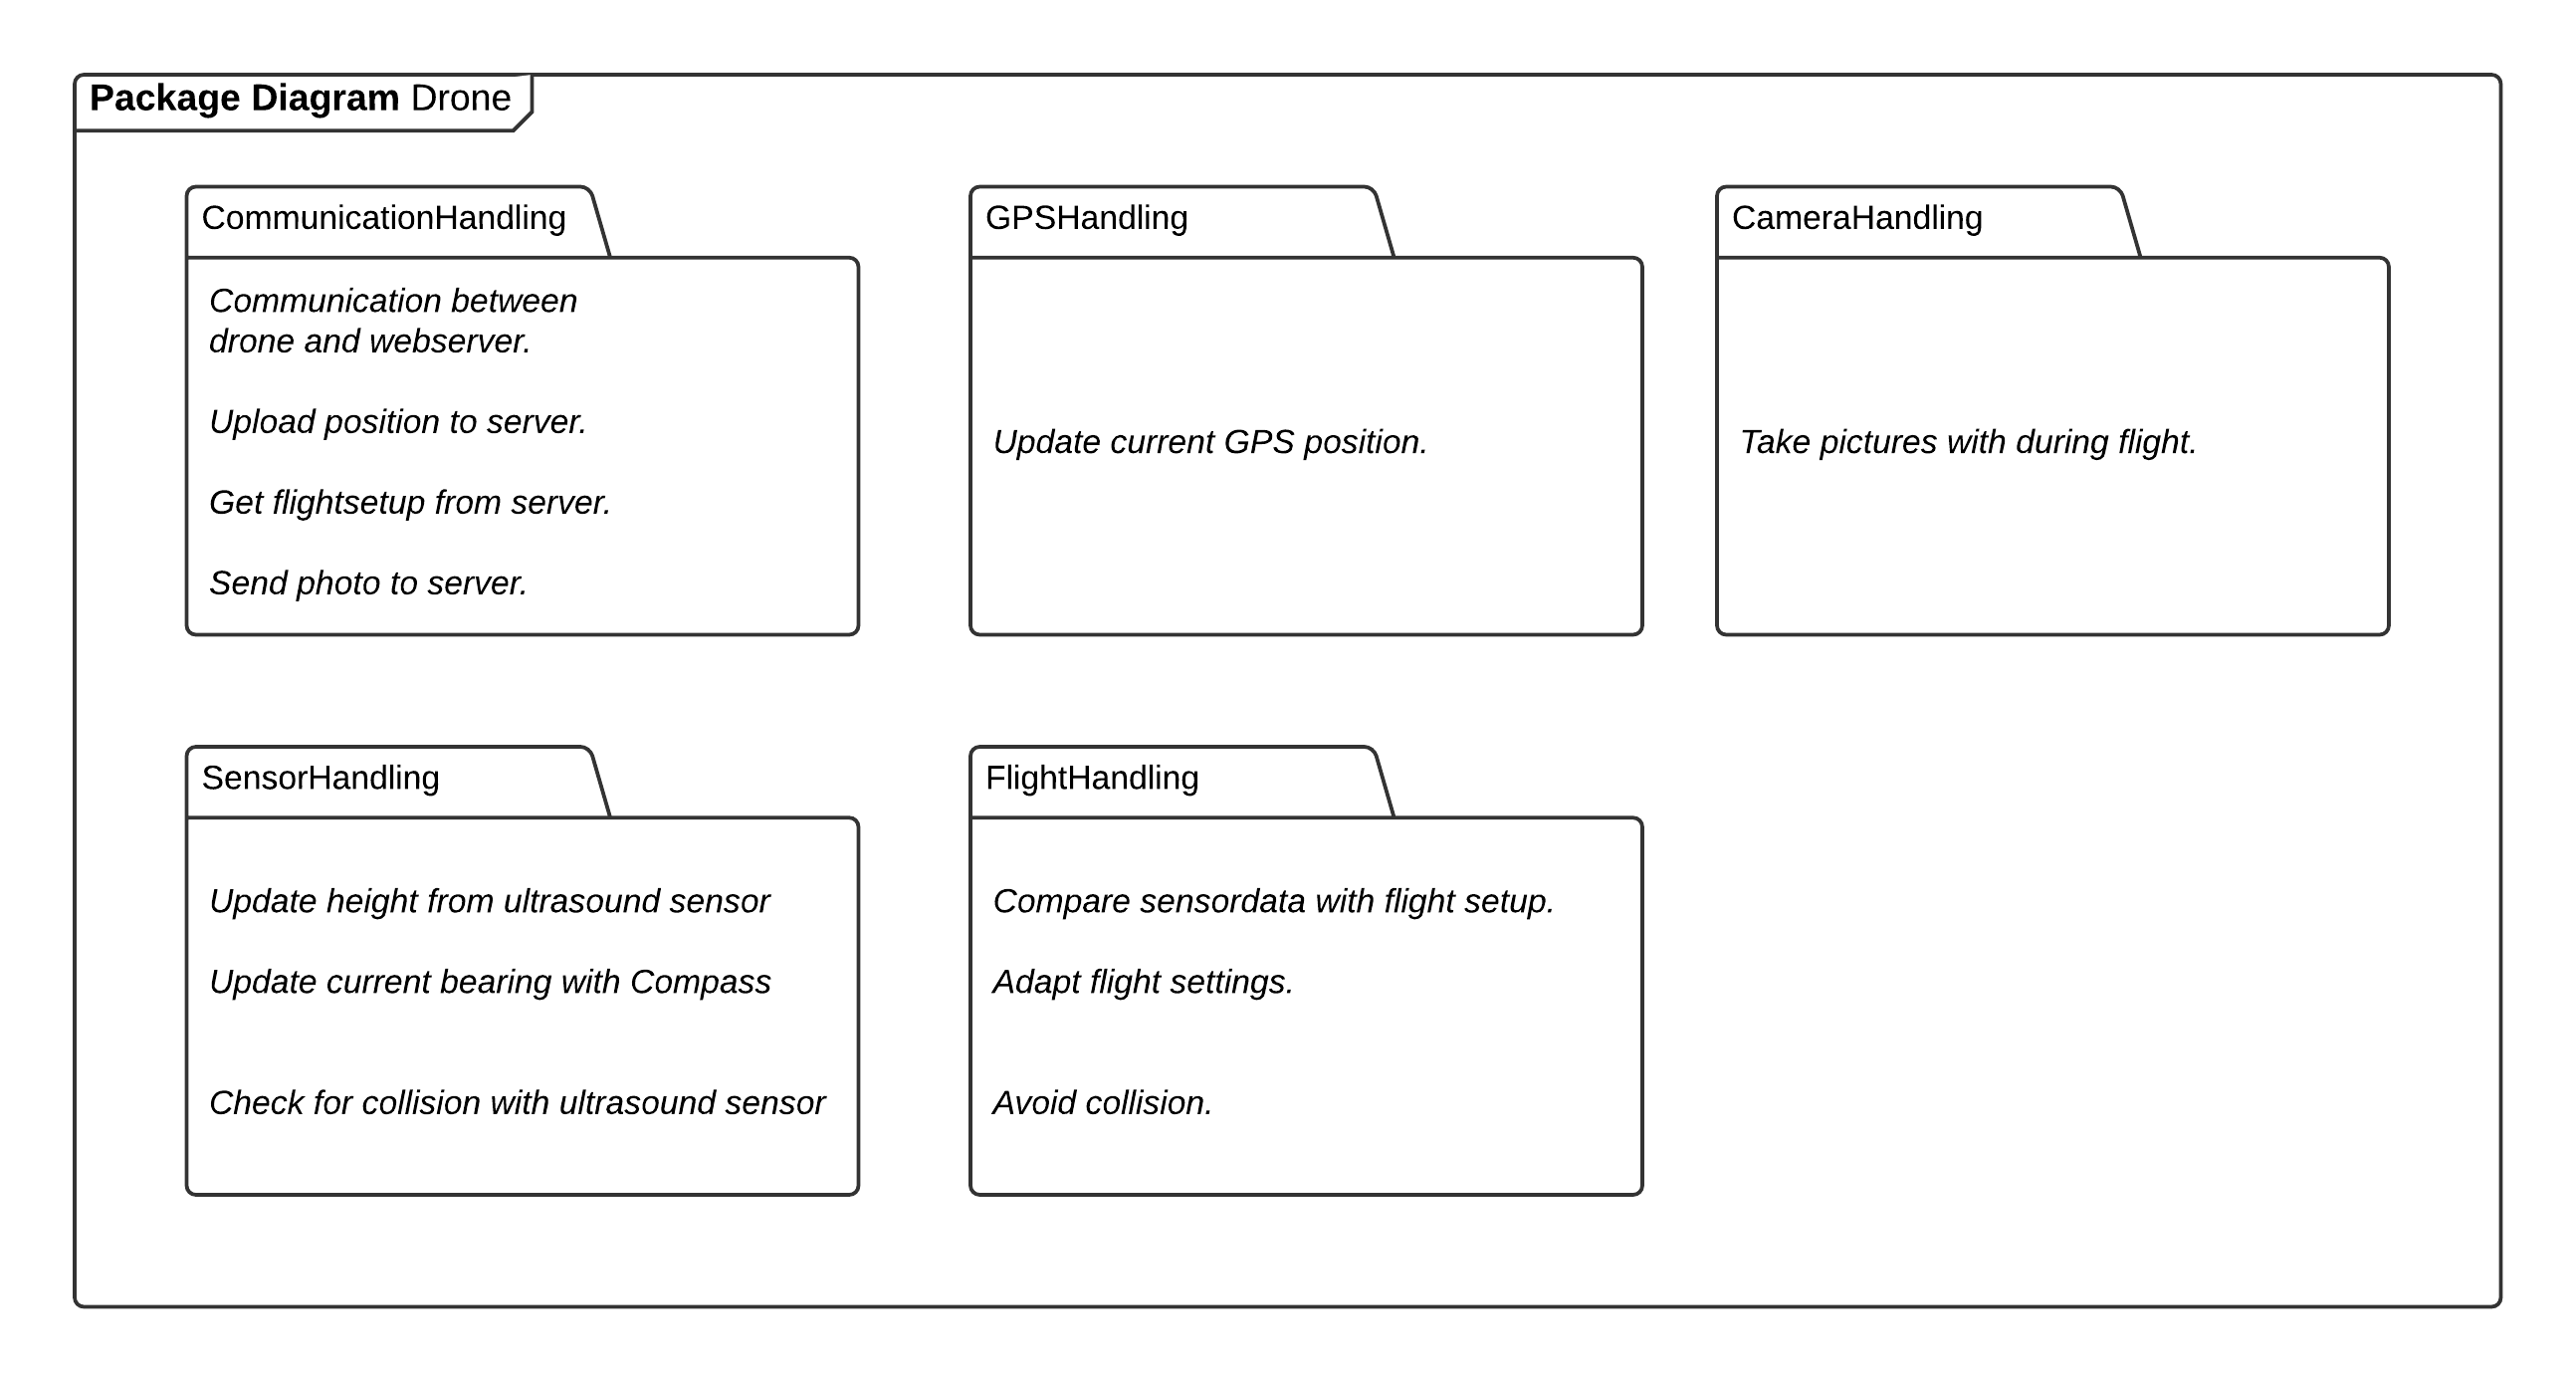 Package Diagram Drone
CommunicationHandling
Communication between
drone and webserver.
Upload position to server.
Get flightsetup from server.
Send photo to server.
GPSHandling
Update current GPS position.
CameraHandling
Take pictures with during flight.
SensorHandling
Update height from ultrasound sensor
Update current bearing with Compass
Check for collision with ultrasound sensor
FlightHandling
Compare sensordata with flight setup.
Adapt flight settings.
Avoid collision.